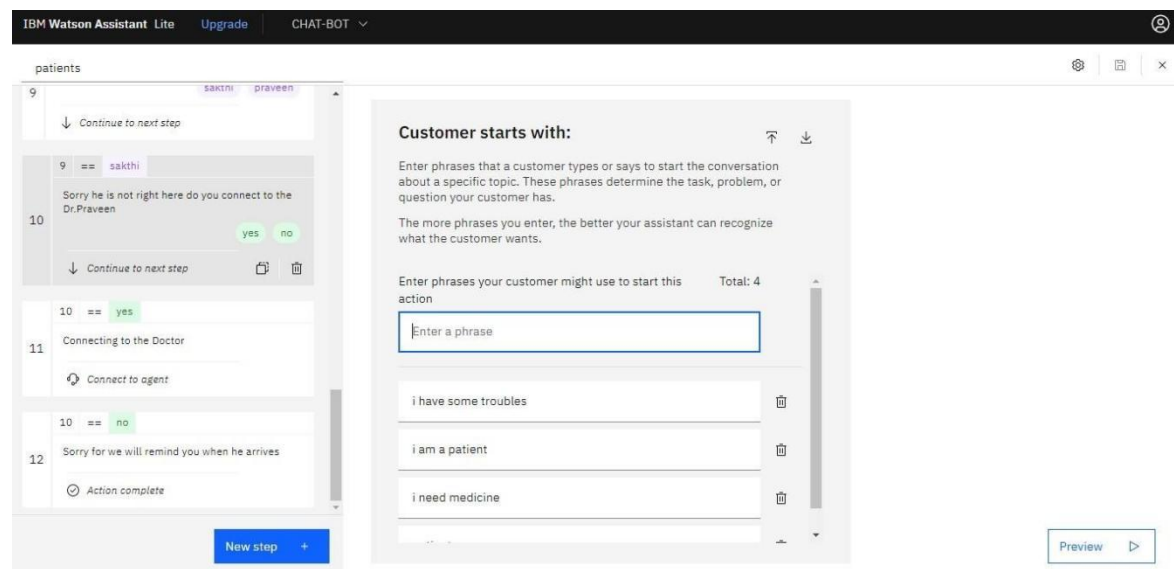 IBM Watson Assistant Lite Upgrade CHAT-BOT
patients
9
sakthi praveen
Continue to next step
9 == sakthi
Sorry he is not right here do you connect to the
Dr.Praveen
10
yes no
Continue to next step
10 == yes
Connecting to the Doctor
11
Connect to agent
10 == no
Sorry for we will remind you when he arrives
12
Action complete
New step +
Customer starts with:
Enter phrases that a customer types or says to start the conversation
about a specific topic. These phrases determine the task, problem, or
question your customer has.
The more phrases you enter, the better your assistant can recognize
what the customer wants.
Enter phrases your customer might use to start this
action
Total: 4
Enter a phrase
i have some troubles
i am a patient
i need medicine
Preview